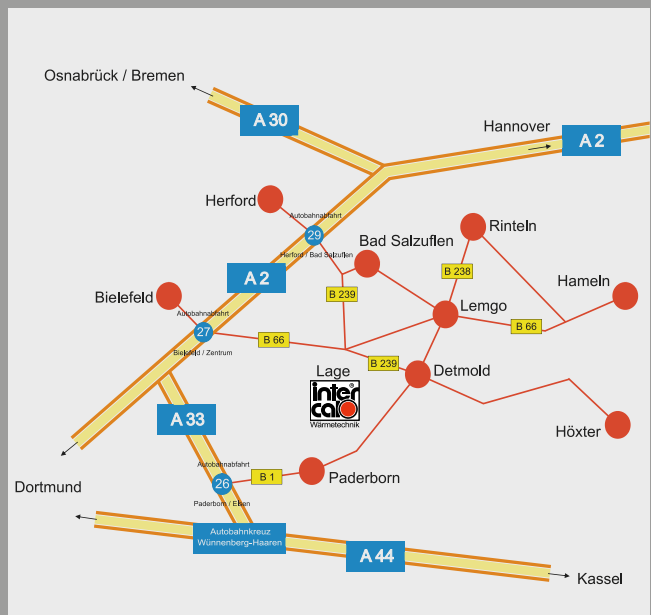 Osnabrück / Bremen
A 30
Hannover
A 2
Herford
Autobahnabfahrt
29
Herford / Bad Salzuflen
Bad Salzuflen
Rinteln
A 2
B 239
B 238
Hameln
Bielefeld
Autobahnabfahrt
27
Bielefeld / Zentrum
B 66
Lemgo
B 66
B 239
Lage
Detmold
inter
cal
®
Wärmetechnik
A 33
Höxter
Autobahnabfahrt
26
Paderborn / Elsen
B 1
Paderborn
Dortmund
Autobahnkreuz
Wünnenberg-Haaren
A 44
Kassel